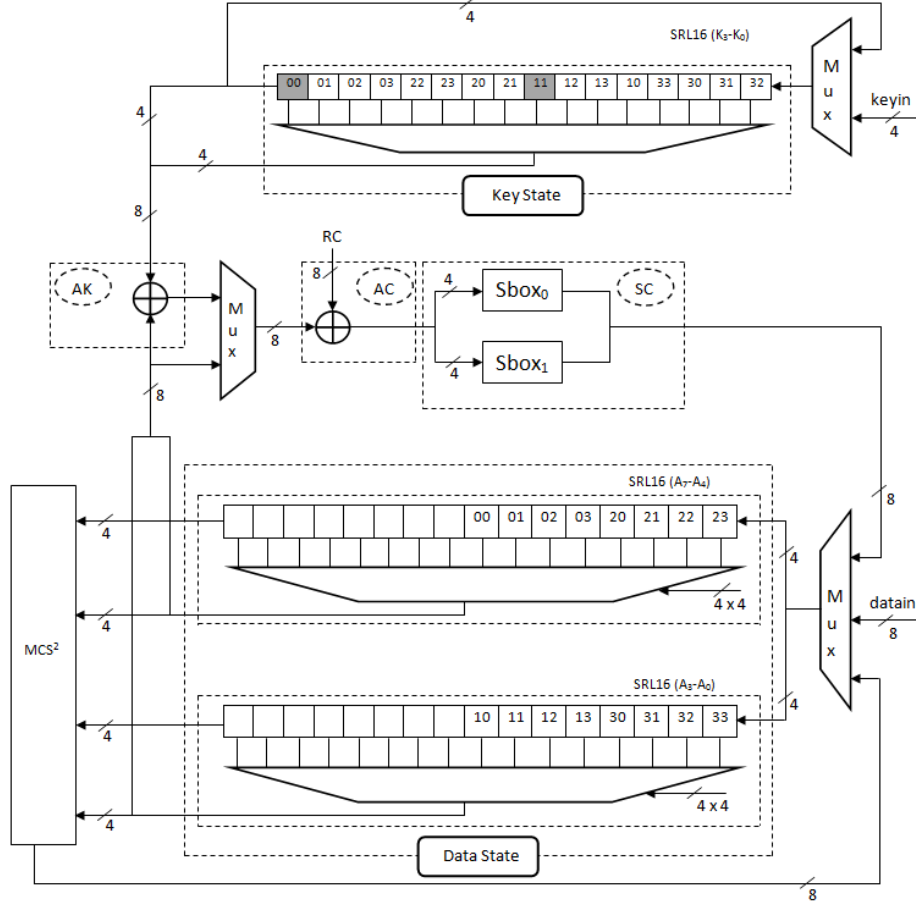 4
SRL16 (K₃-K₀)
00 01 02 03 22 23 20 21 11 12 13 10 33 30 31 32
Mux
keyin
4
4
4
Key State
8
RC
AK
Mux
8
8
AC
4
Sbox₀
SC
4
Sbox₁
8
8
SRL16 (A₇-A₄)
00 01 02 03 20 21 22 23
4
4
4 x 4
4
Mux
datain
8
MCS²
SRL16 (A₃-A₀)
4
10 11 12 13 30 31 32 33
4
4 x 4
4
Data State
8